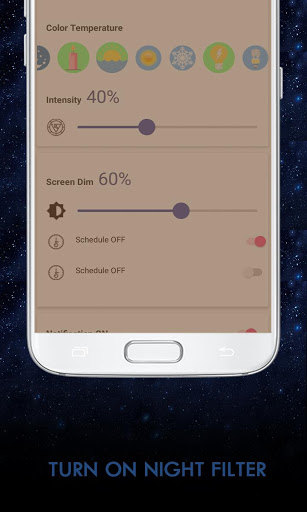 Color Temperature
Intensity 40%
Screen Dim 60%
Schedule OFF
Schedule OFF
Notification ON
TURN ON NIGHT FILTER